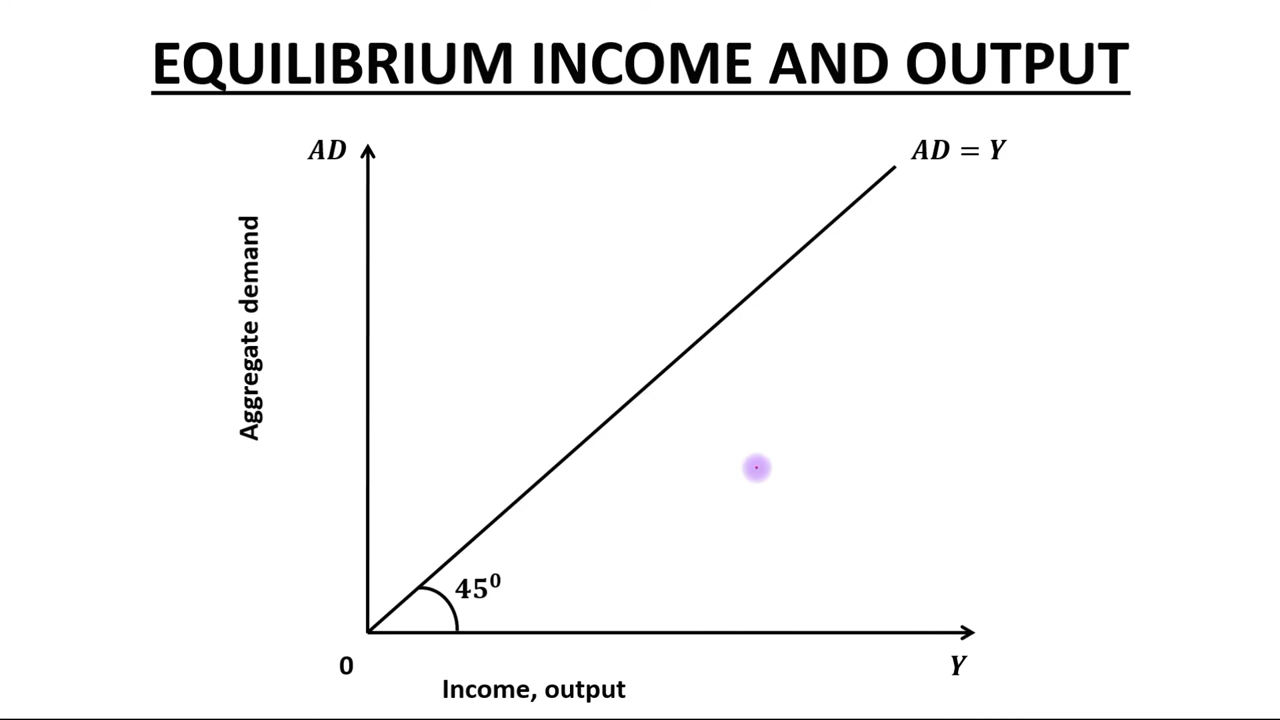 EQUILIBRIUM INCOME AND OUTPUT
AD
AD = Y
Aggregate demand
45⁰
0
Y
Income, output